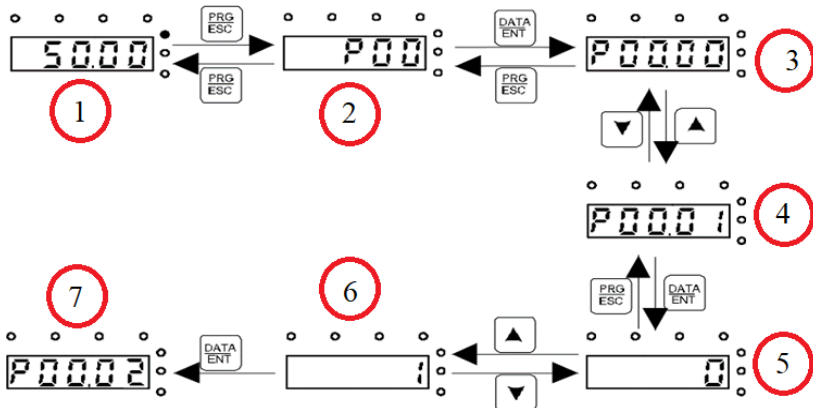 PRG
ESC
50.00
PRG
ESC
1
P00
2
DATA
ENT
PRG
ESC
P00.00
3
P00.01
4
PRG
ESC
DATA
ENT
7
P00.02
DATA
ENT
6
1
0
5